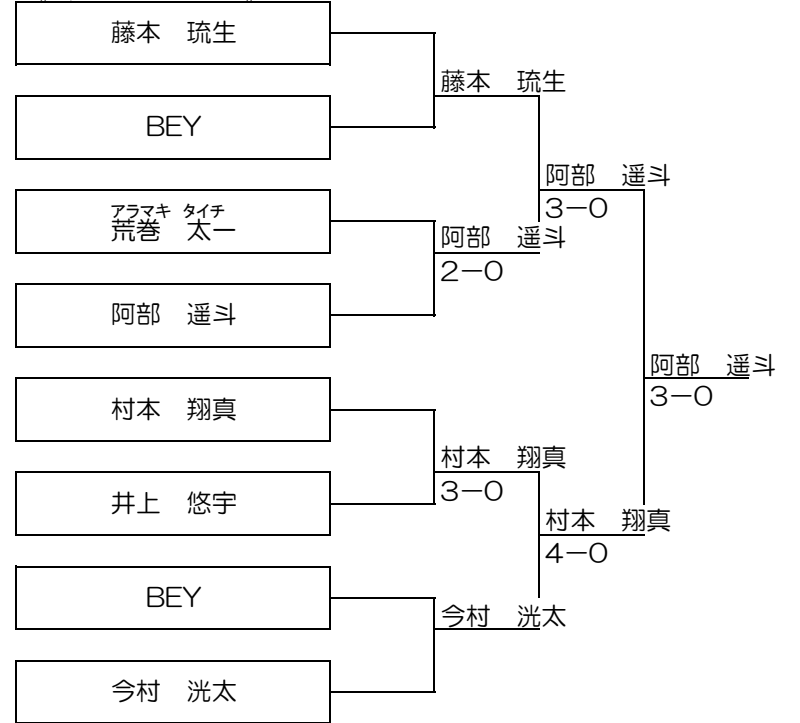 藤本　琉生
BEY
アラマキ タイチ
荒巻　太一
阿部　遥斗
村本　翔真
井上　悠宇
BEY
今村　洸太
藤本　琉生
阿部　遥斗
2－0
村本　翔真
3－0
今村　洸太
阿部　遥斗
3－0
村本　翔真
4－0
阿部　遥斗
3－0